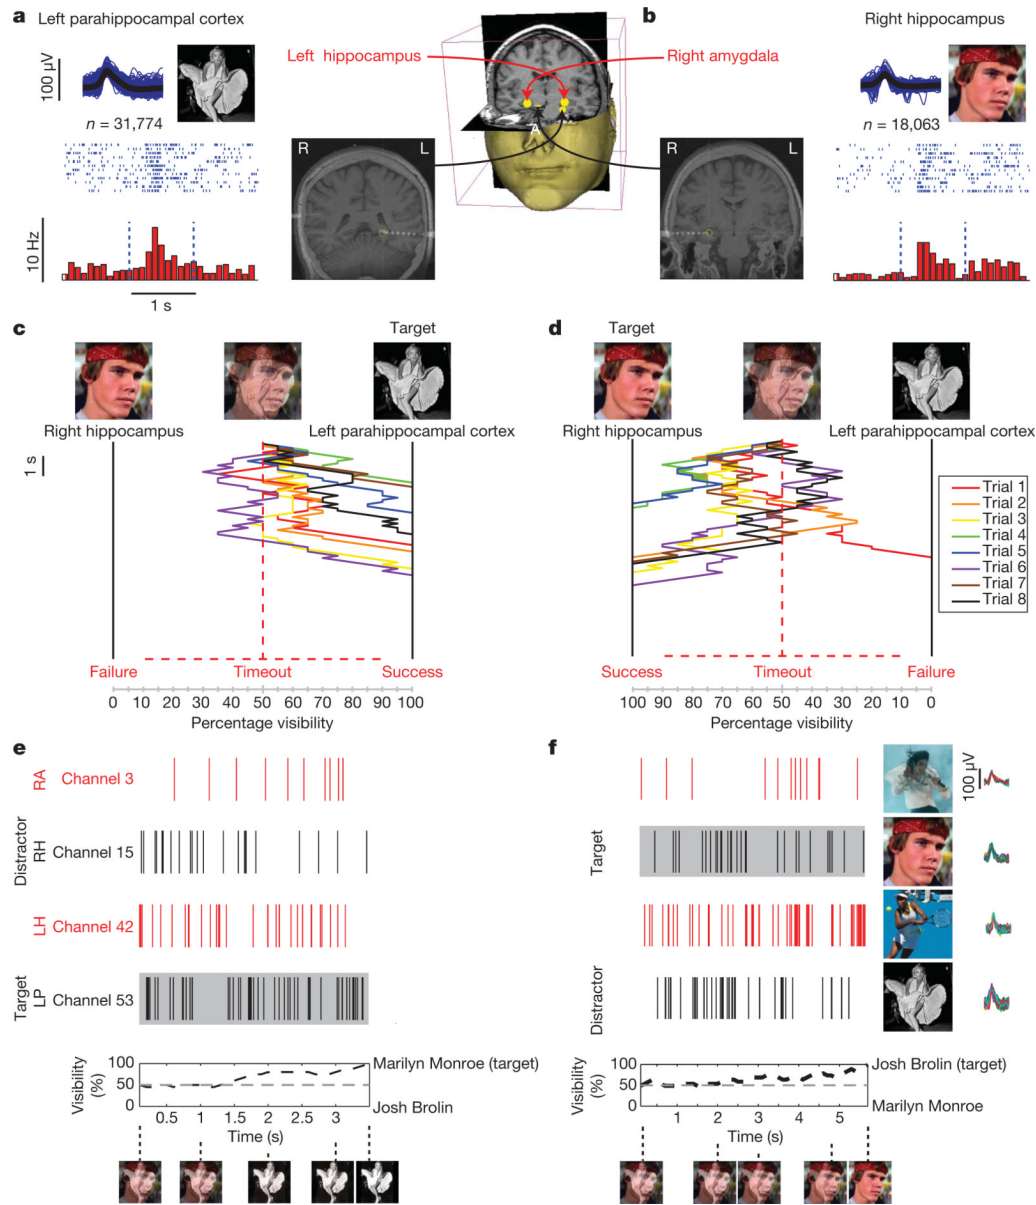 a Left parahippocampal cortex
100 µV
n = 31,774
10 Hz
1 s
Left hippocampus
Right amygdala
A
R L
R L
b Right hippocampus
n = 18,063
c Target
Right hippocampus
Left parahippocampal cortex
1 s
Failure Timeout Success
0 10 20 30 40 50 60 70 80 90 100
Percentage visibility
d Target
Right hippocampus
Left parahippocampal cortex
Trial 1
Trial 2
Trial 3
Trial 4
Trial 5
Trial 6
Trial 7
Trial 8
Success Timeout Failure
100 90 80 70 60 50 40 30 20 10 0
Percentage visibility
e
RA Channel 3
Distractor
RH Channel 15
LH Channel 42
Target
LP Channel 53
Visibility
(%)
100
50
0
Marilyn Monroe (target)
Josh Brolin
0.5 1 1.5 2 2.5 3
Time (s)
f
100 µV
Target
Distractor
Visibility
(%)
100
50
0
Josh Brolin (target)
Marilyn Monroe
1 2 3 4 5
Time (s)